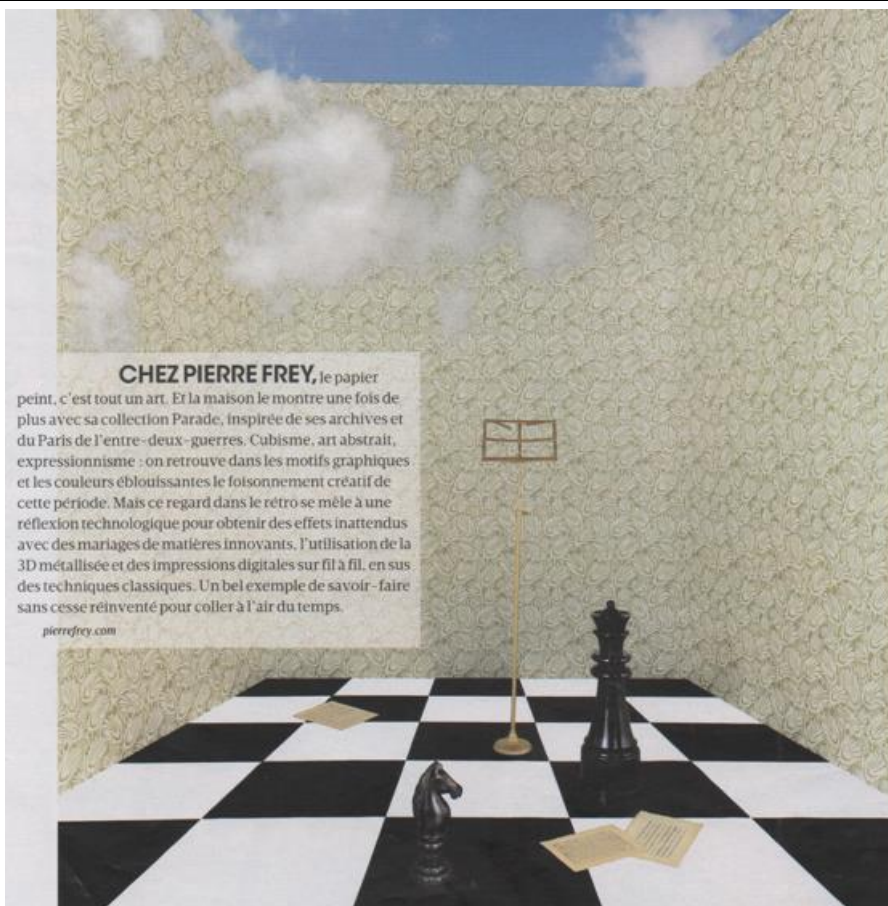 CHEZ PIERRE FREY, le papier
peint, c'est tout un art. Et la maison le montre une fois de
plus avec sa collection Parade, inspirée de ses archives et
du Paris de l'entre-deux-guerres. Cubisme, art abstrait,
expressionnisme : on retrouve dans les motifs graphiques
et les couleurs éblouissantes le foisonnement créatif de
cette période. Mais ce regard dans le rétro se mêle à une
réflexion technologique pour obtenir des effets inattendus
avec des mariages de matières innovants, l'utilisation de la
3D métallisée et des impressions digitales sur fil à fil, en sus
des techniques classiques. Un bel exemple de savoir-faire
sans cesse réinventé pour coller à l'air du temps.
pierrefrey.com